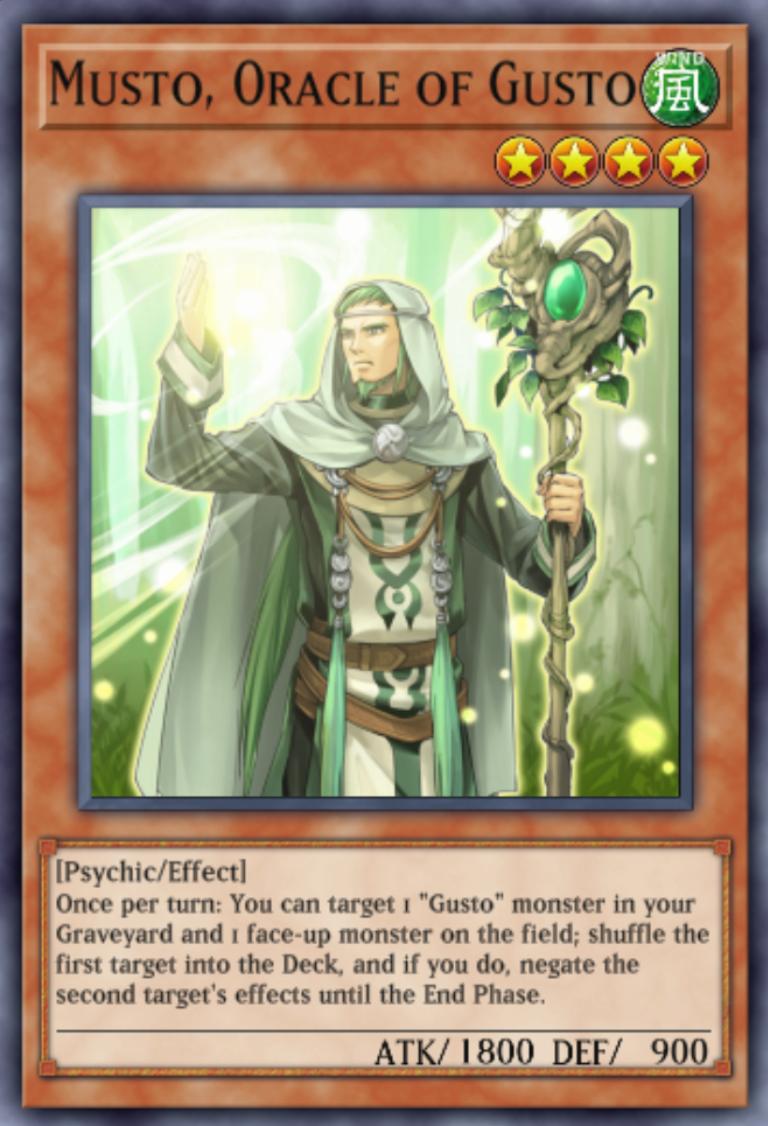 Musto, Oracle of Gusto
WIND
風
[Psychic/Effect]
Once per turn: You can target 1 "Gusto" monster in your
Graveyard and 1 face-up monster on the field; shuffle the
first target into the Deck, and if you do, negate the
second target's effects until the End Phase.
ATK/ 1800 DEF/ 900